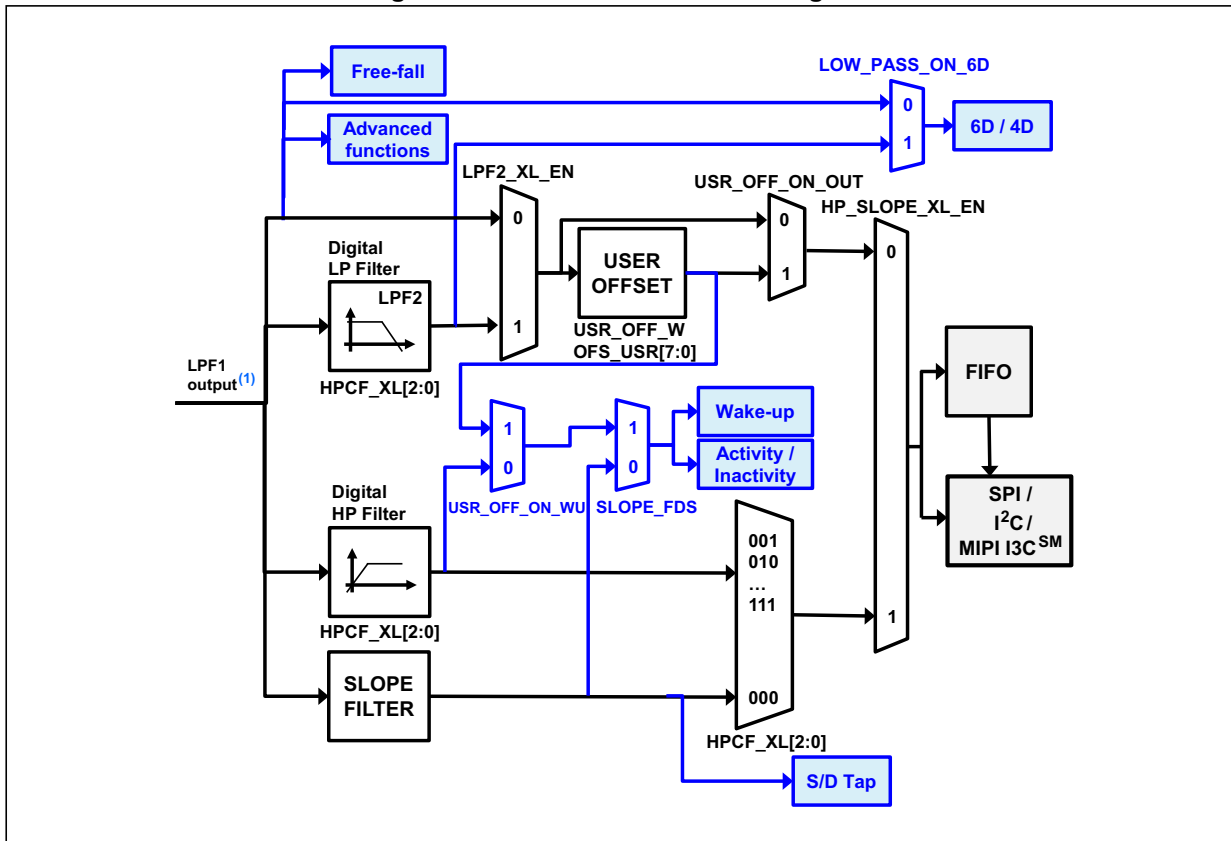 Free-fall
LOW_PASS_ON_6D
0
6D / 4D
1
Advanced
functions
LPF2_XL_EN
USR_OFF_ON_OUT
HP_SLOPE_XL_EN
0
0
0
Digital
LP Filter
USER
OFFSET
1
LPF2
1
USR_OFF_W
OFS_USR[7:0]
LPF1
output(1)
HPCF_XL[2:0]
FIFO
Wake-up
1
1
0
0
Activity /
Inactivity
Digital
HP Filter
USR_OFF_ON_WU
SLOPE_FDS
SPI /
I2C /
MIPI I3CSM
001
010
...
111
1
HPCF_XL[2:0]
SLOPE
FILTER
000
HPCF_XL[2:0]
S/D Tap